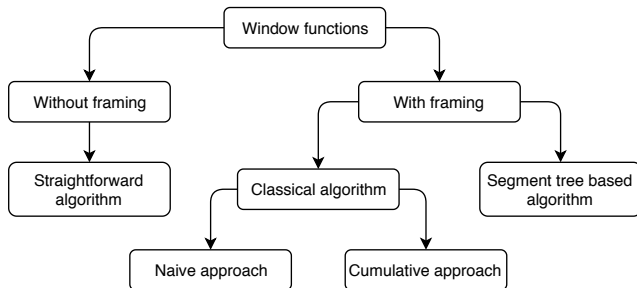 Window functions
Without framing
With framing
Straightforward
algorithm
Classical algorithm
Segment tree based
algorithm
Naive approach
Cumulative approach